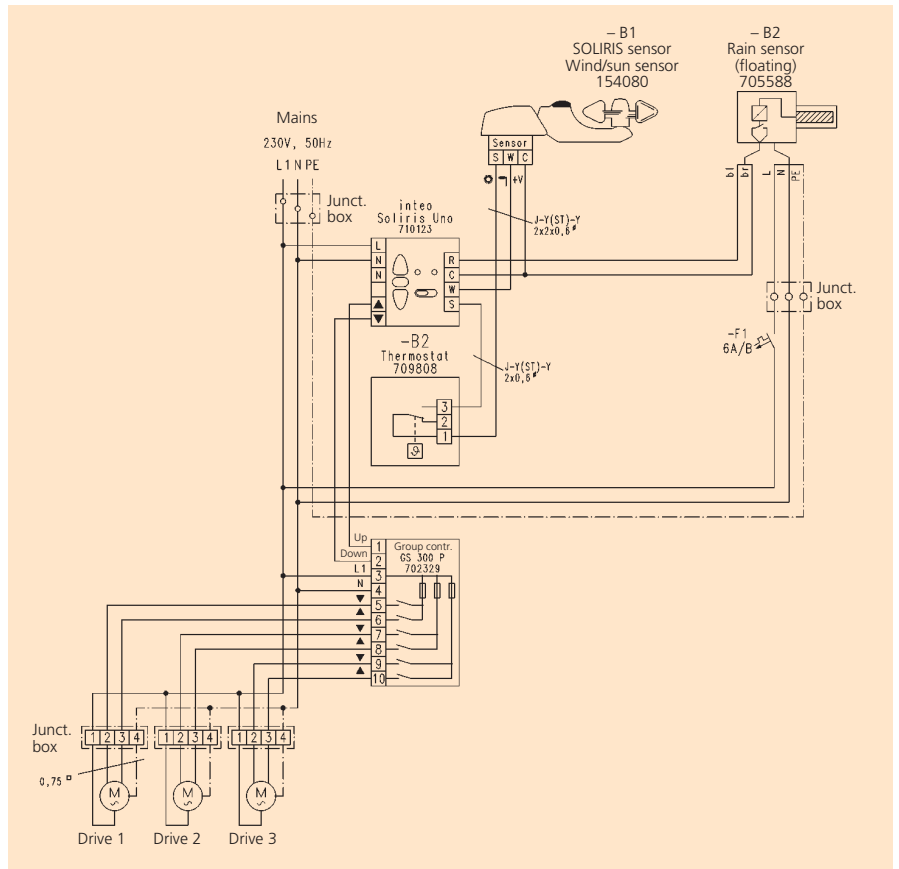 – B1
SOLIRIS sensor
Wind/sun sensor
154080
– B2
Rain sensor
(floating)
705588
Mains
230V, 50Hz
L1 N PE
Junct.
box
Sensor
S W C
+V
J-Y(ST)-Y
2x2x0,6
bl
br
L
N
PE
inteo
Soliris Uno
710123
L
N
N
▲
▼
R
C
W
S
Junct.
box
–F1
6A/B
–B2
Thermostat
709808
J-Y(ST)-Y
2x0,6
3
2
1
ϑ
Up
Down
L1
N
1
2
3
4
5
6
7
8
9
10
Group contr.
GS 300 P
702329
Junct.
box
1 2 3 4
1 2 3 4
1 2 3 4
0,75
M
~
M
~
M
~
Drive 1
Drive 2
Drive 3